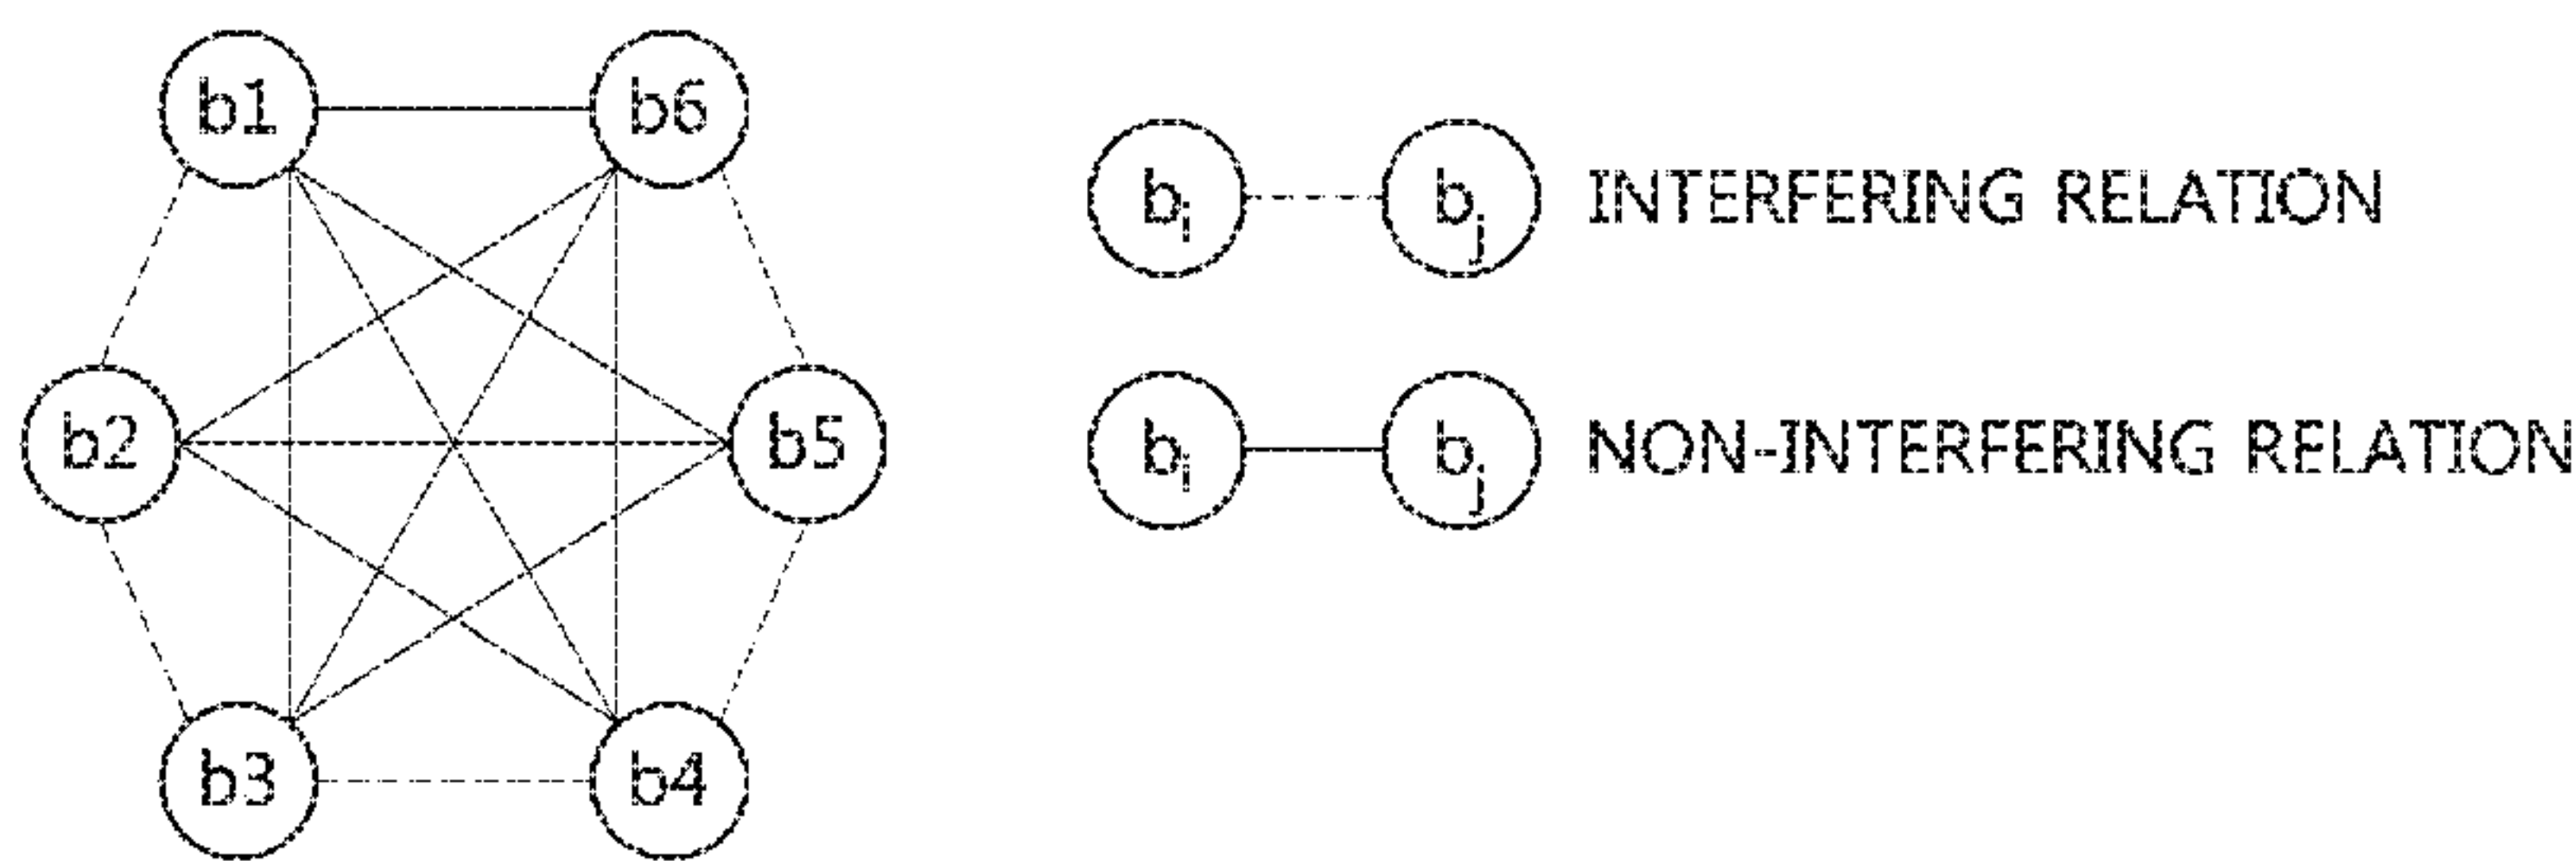 b1
b6
b2
b5
b3
b4
bi bj INTERFERING RELATION
bi bj NON-INTERFERING RELATION